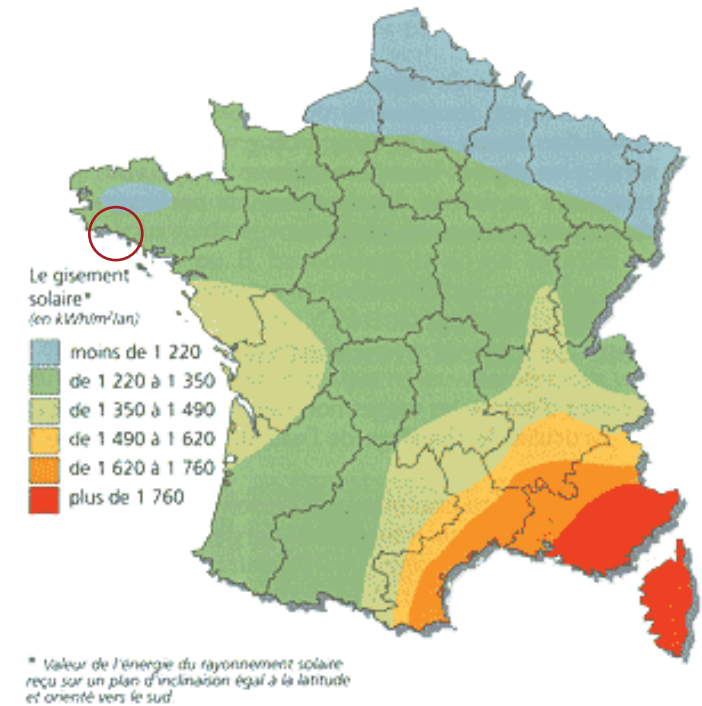 Le gisement
solaire*
(en kWh/m²/an)
moins de 1 220
de 1 220 à 1 350
de 1 350 à 1 490
de 1 490 à 1 620
de 1 620 à 1 760
plus de 1 760
* Valeur de l'énergie du rayonnement solaire
reçu sur un plan d'inclinaison égal à la latitude
et orienté vers le sud.